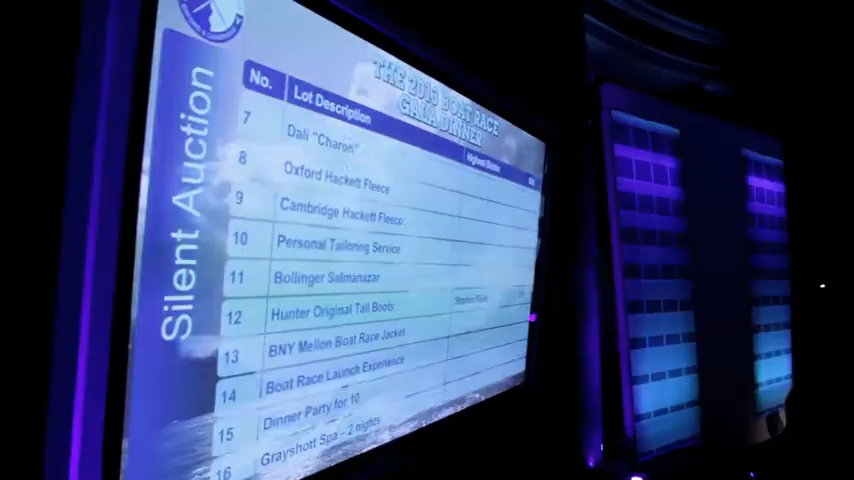 THE 2013 BOAT RACE
GALA DINNER
Silent Auction
No. Lot Description Highest Bidder
7 Dali "Charon"
8 Oxford Hackett Fleece
9 Cambridge Hackett Fleece
10 Personal Tailoring Service
11 Bollinger Salmanazar
12 Hunter Original Tall Boots
13 BNY Mellon Boat Race Jacket
14 Boat Race Launch Experience
15 Dinner Party for 10
16 Grayshott Spa - 2 nights